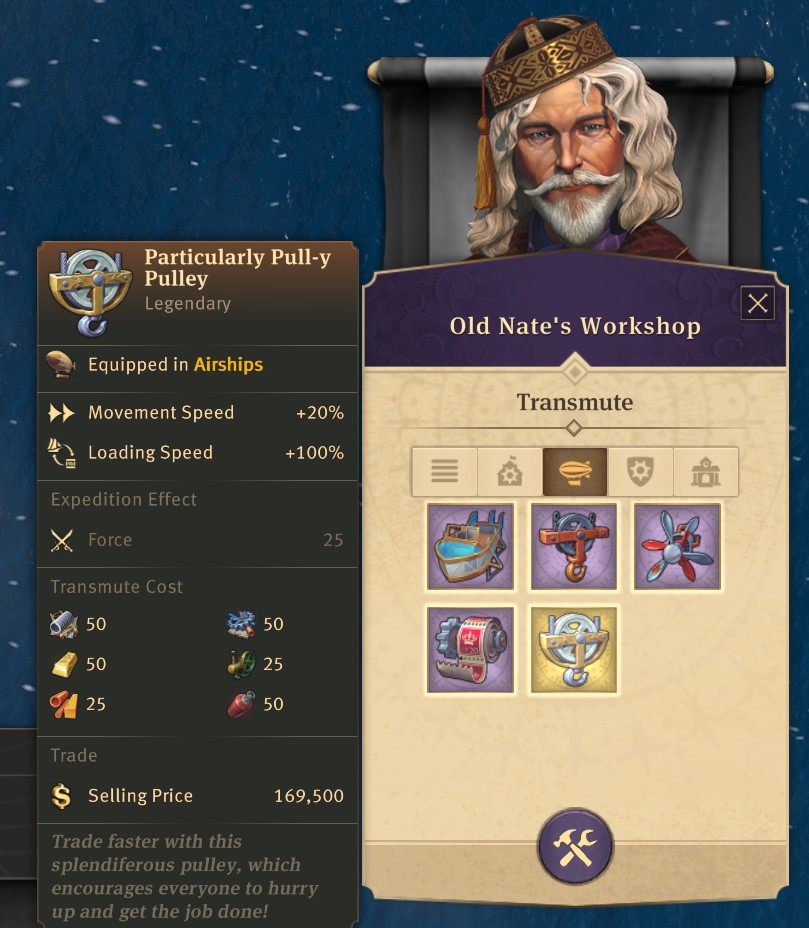 Particularly Pull-y
Pulley
Legendary
Equipped in Airships
Movement Speed +20%
Loading Speed +100%
Expedition Effect
Force 25
Transmute Cost
50 50
50 25
25 50
Trade
Selling Price 169,500
Trade faster with this
splendiferous pulley, which
encourages everyone to hurry
up and get the job done!
Old Nate's Workshop
Transmute